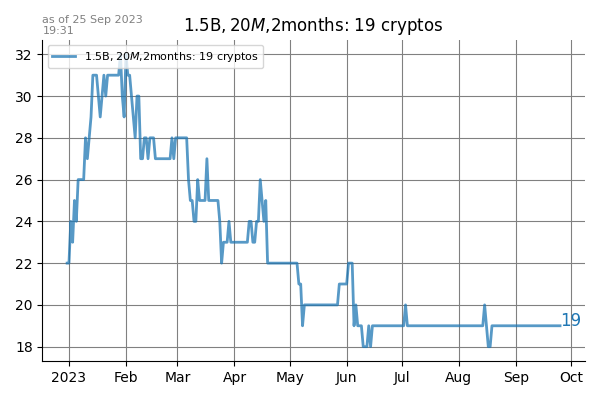 as of 25 Sep 2023
19:31
1.5B, 20M,2months: 19 cryptos
1.5B, 20M,2months: 19 cryptos
32
30
28
26
24
22
20
18
19
2023 Feb Mar Apr May Jun Jul Aug Sep Oct